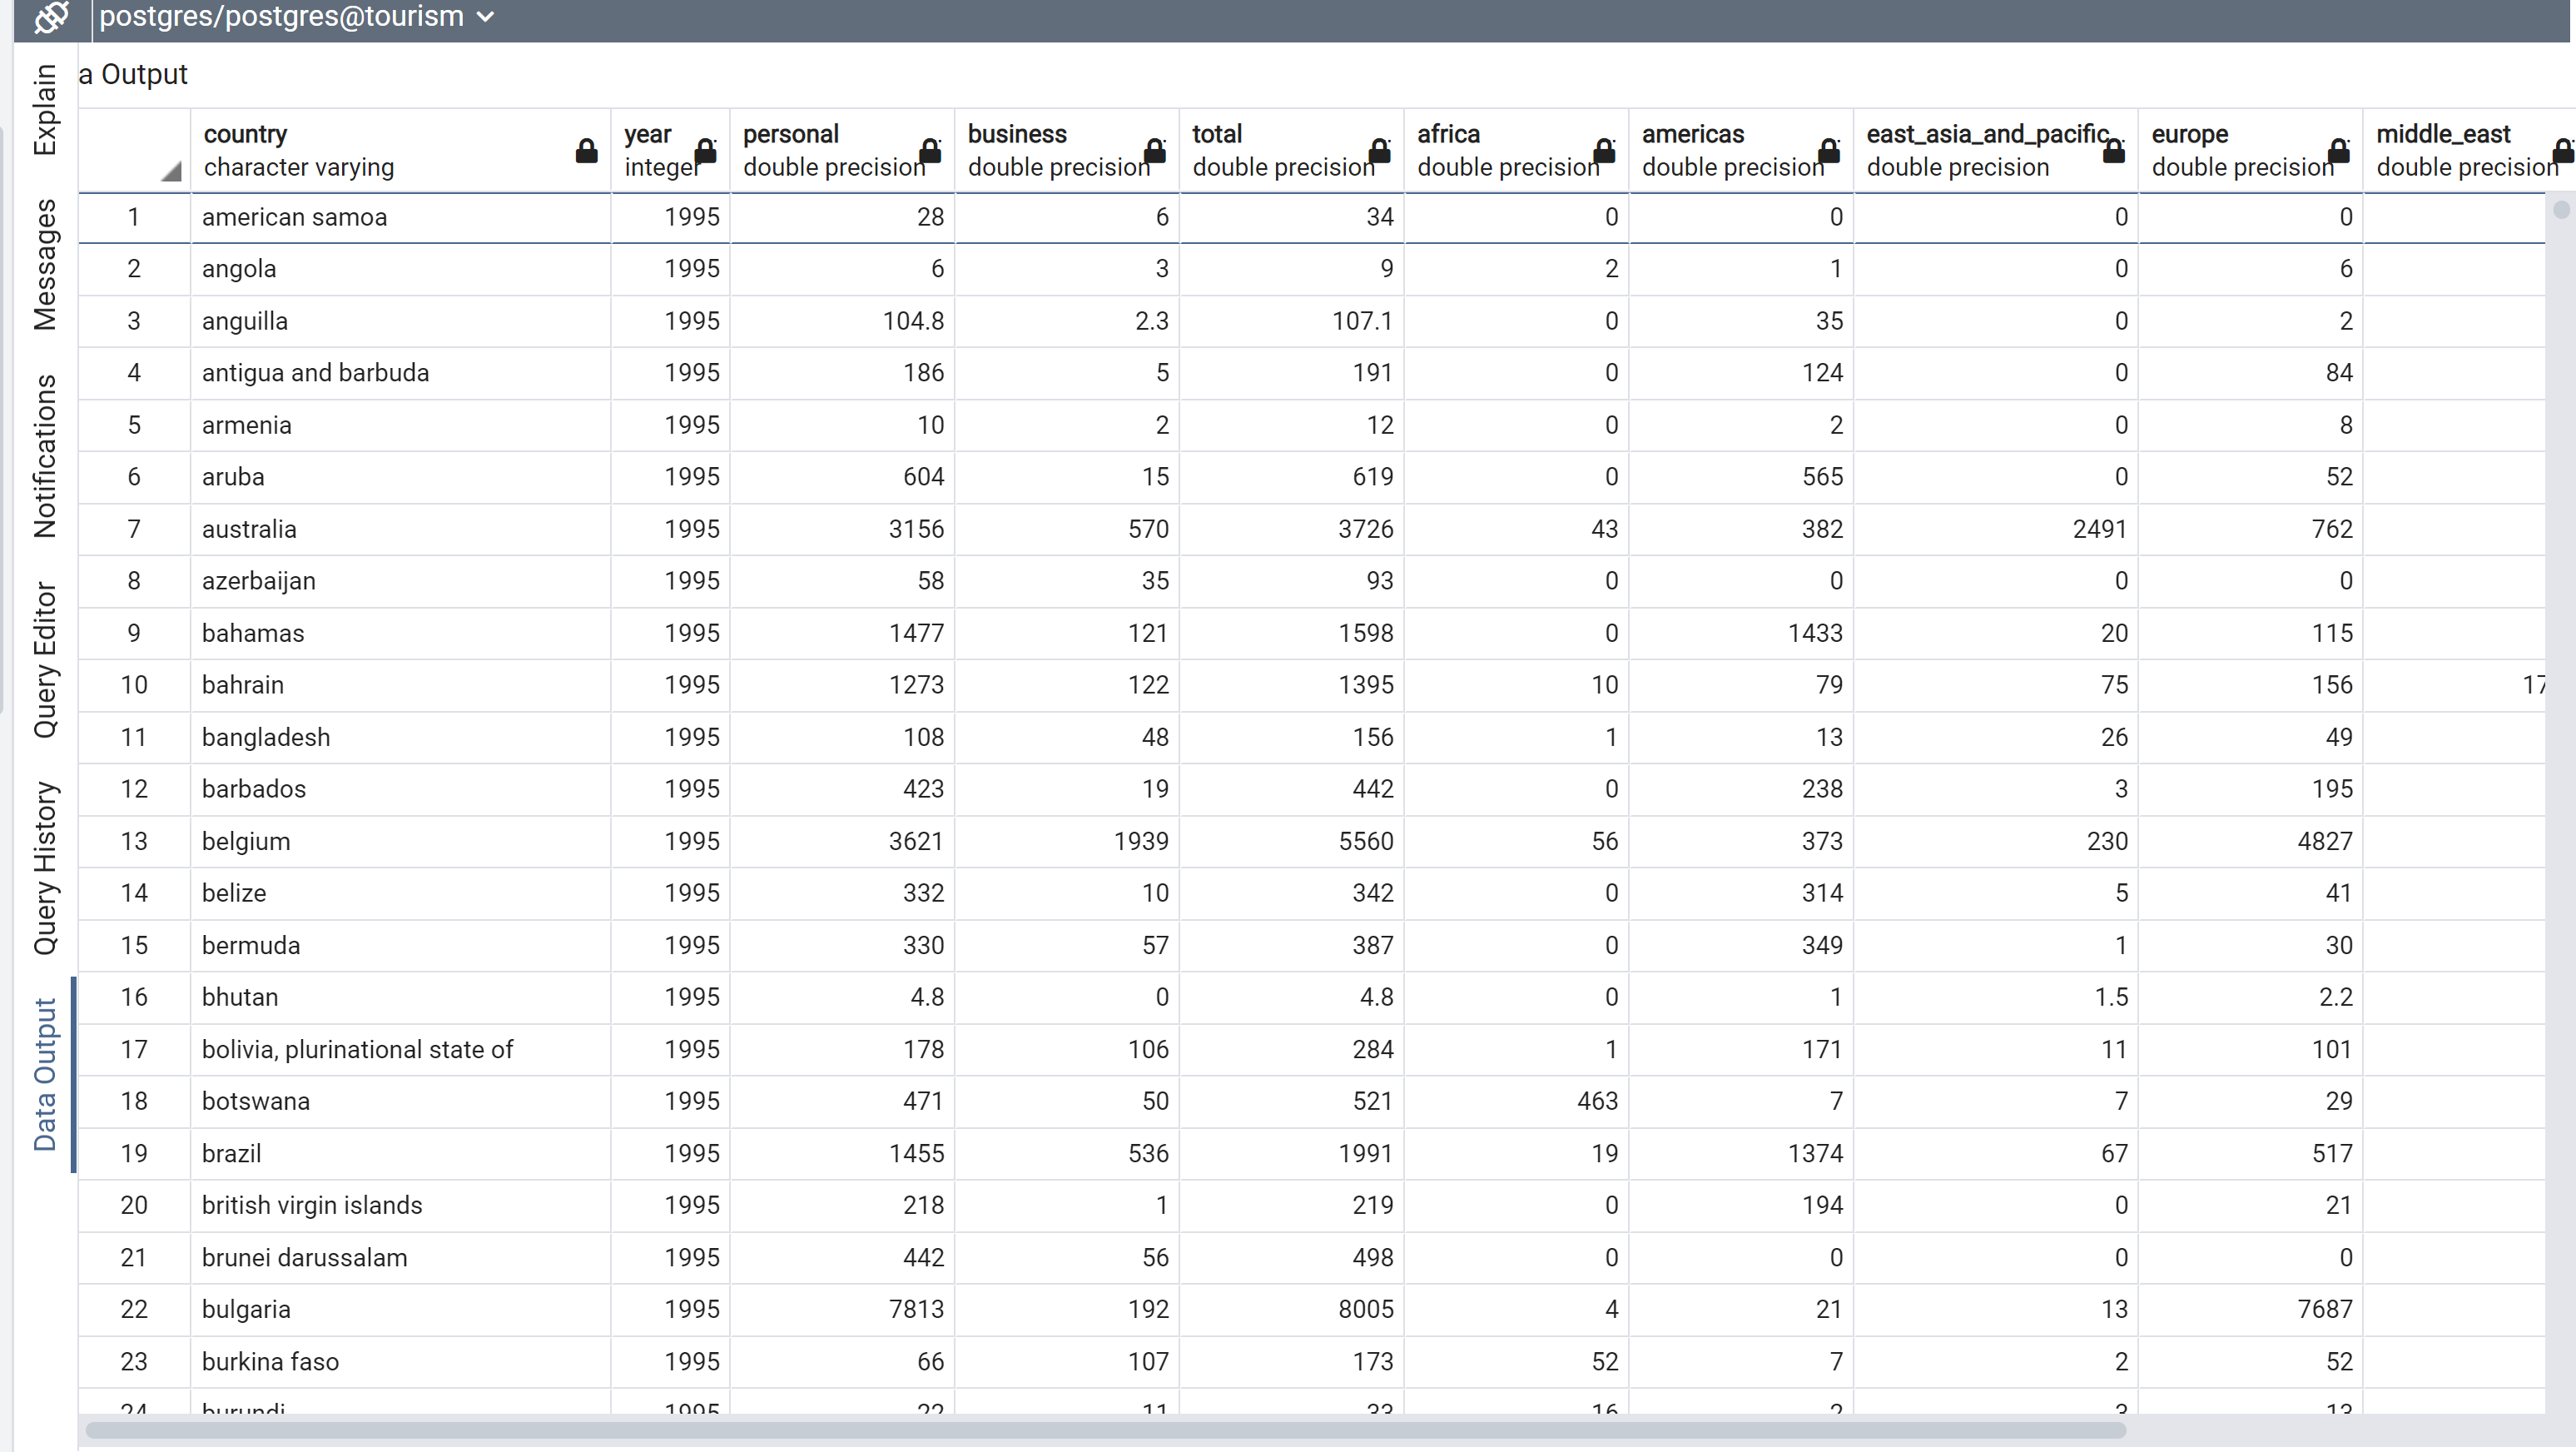 postgres/postgres@tourism
a Output
Explain
Messages
Notifications
Query Editor
Query History
Data Output
country year personal business total africa americas east_asia_and_pacific europe middle_east
character varying integer double precision double precision double precision double precision double precision double precision double precision double precision
1 american samoa 1995 28 6 34 0 0 0 0
2 angola 1995 6 3 9 2 1 0 6
3 anguilla 1995 104.8 2.3 107.1 0 35 0 2
4 antigua and barbuda 1995 186 5 191 0 124 0 84
5 armenia 1995 10 2 12 0 2 0 8
6 aruba 1995 604 15 619 0 565 0 52
7 australia 1995 3156 570 3726 43 382 2491 762
8 azerbaijan 1995 58 35 93 0 0 0 0
9 bahamas 1995 1477 121 1598 0 1433 20 115
10 bahrain 1995 1273 122 1395 10 79 75 156 17
11 bangladesh 1995 108 48 156 1 13 26 49
12 barbados 1995 423 19 442 0 238 3 195
13 belgium 1995 3621 1939 5560 56 373 230 4827
14 belize 1995 332 10 342 0 314 5 41
15 bermuda 1995 330 57 387 0 349 1 30
16 bhutan 1995 4.8 0 4.8 0 1 1.5 2.2
17 bolivia, plurinational state of 1995 178 106 284 1 171 11 101
18 botswana 1995 471 50 521 463 7 7 29
19 brazil 1995 1455 536 1991 19 1374 67 517
20 british virgin islands 1995 218 1 219 0 194 0 21
21 brunei darussalam 1995 442 56 498 0 0 0 0
22 bulgaria 1995 7813 192 8005 4 21 13 7687
23 burkina faso 1995 66 107 173 52 7 2 52
24 burundi 1995 22 11 33 16 2 3 13